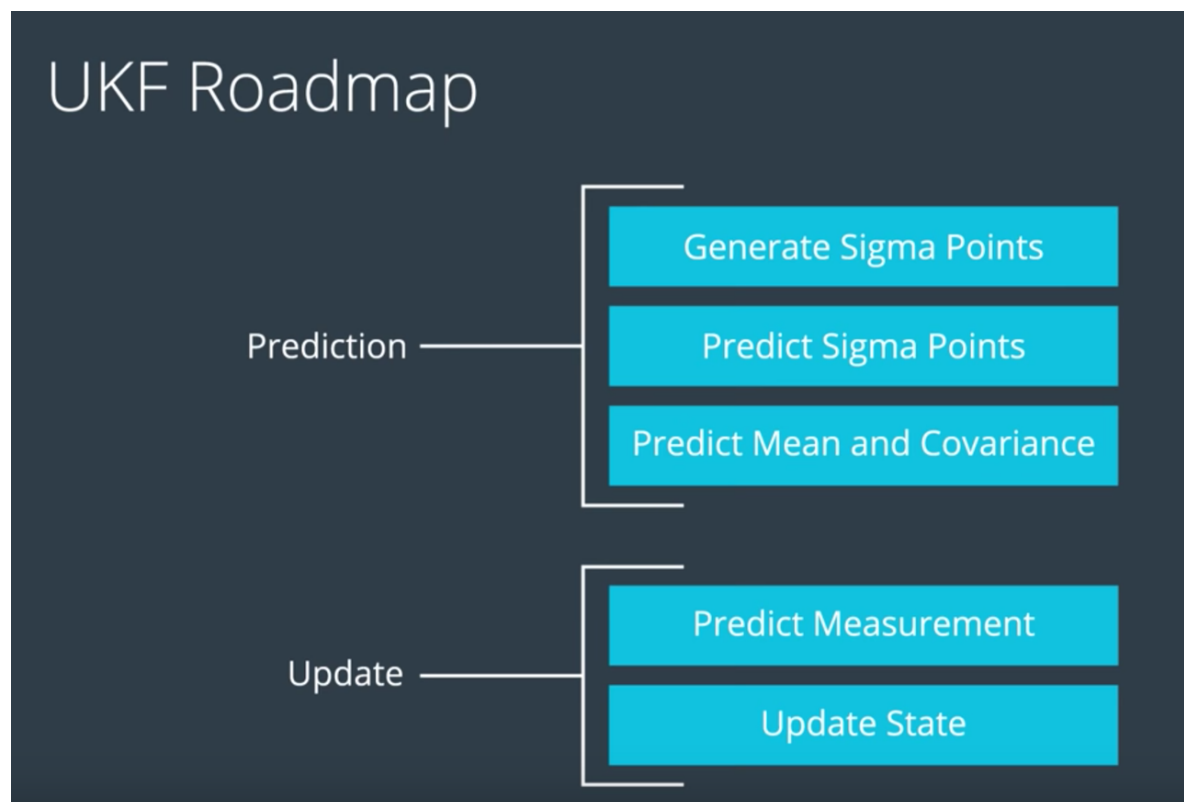 UKF Roadmap
Prediction
Generate Sigma Points
Predict Sigma Points
Predict Mean and Covariance
Update
Predict Measurement
Update State